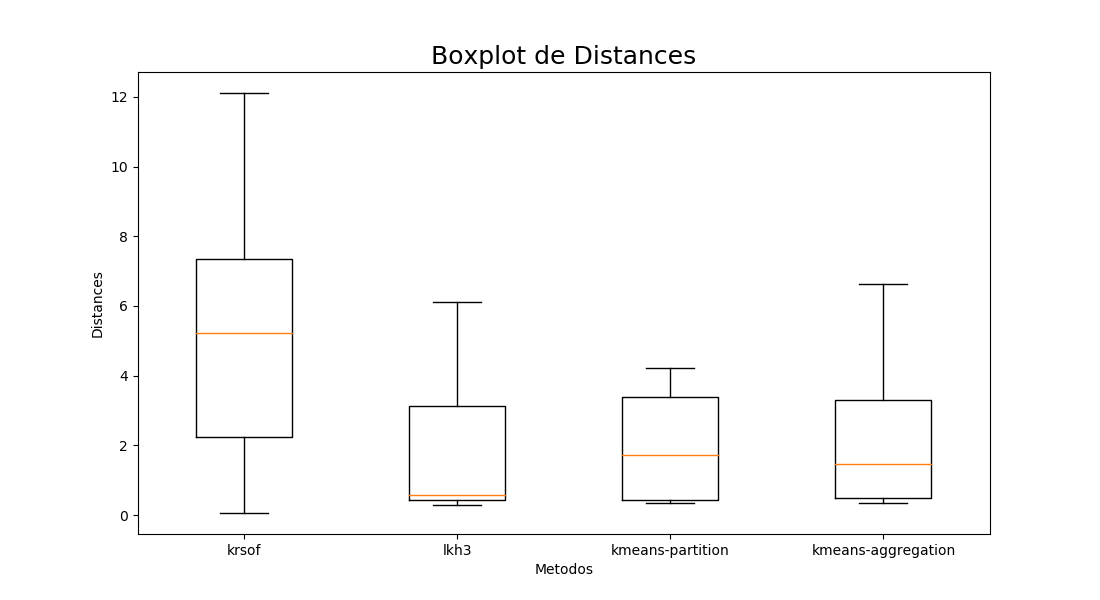 Boxplot de Distances
12
10
8
6
4
2
0
Distances
krsof
lkh3
kmeans-partition
kmeans-aggregation
Metodos